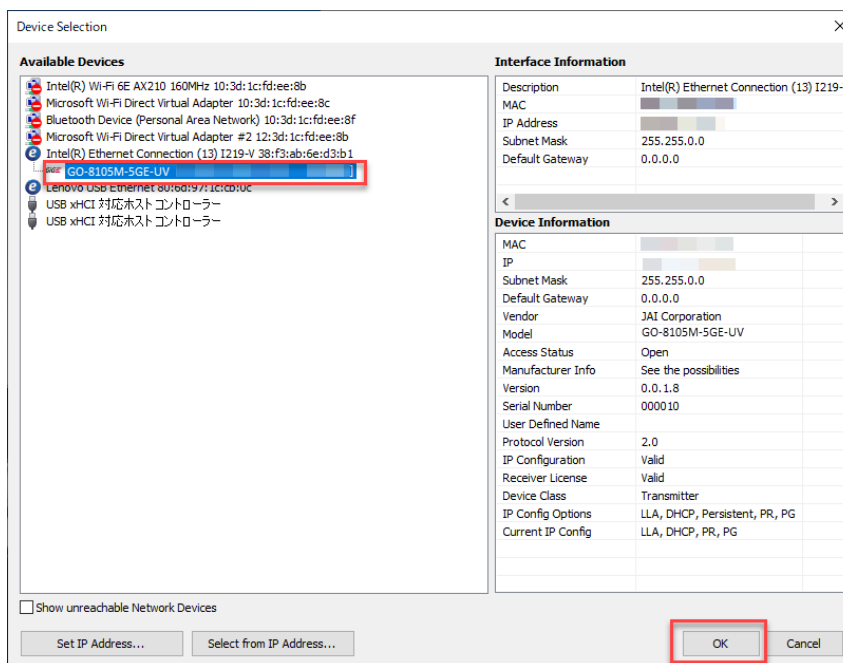 Device Selection
Available Devices
Intel(R) Wi-Fi 6E AX210 160MHz 10:3d:1c:fd:ee:8b
Microsoft Wi-Fi Direct Virtual Adapter 10:3d:1c:fd:ee:8c
Bluetooth Device (Personal Area Network) 10:3d:1c:fd:ee:8f
Microsoft Wi-Fi Direct Virtual Adapter #2 12:3d:1c:fd:ee:8b
Intel(R) Ethernet Connection (13) I219-V 38:f3:ab:6e:d3:b1
GO-8105M-5GE-UV ]
Lenovo USB Ethernet 80:6d:97:1c:cb:0c
USB xHCI 対応ホスト コントローラー
USB xHCI 対応ホスト コントローラー
Show unreachable Network Devices
Set IP Address...
Select from IP Address...
Interface Information
Description Intel(R) Ethernet Connection (13) I219-
MAC
IP Address
Subnet Mask 255.255.0.0
Default Gateway 0.0.0.0
Device Information
MAC
IP
Subnet Mask 255.255.0.0
Default Gateway 0.0.0.0
Vendor JAI Corporation
Model GO-8105M-5GE-UV
Access Status Open
Manufacturer Info See the possibilities
Version 0.0.1.8
Serial Number 000010
User Defined Name
Protocol Version 2.0
IP Configuration Valid
Receiver License Valid
Device Class Transmitter
IP Config Options LLA, DHCP, Persistent, PR, PG
Current IP Config LLA, DHCP, PR, PG
OK
Cancel